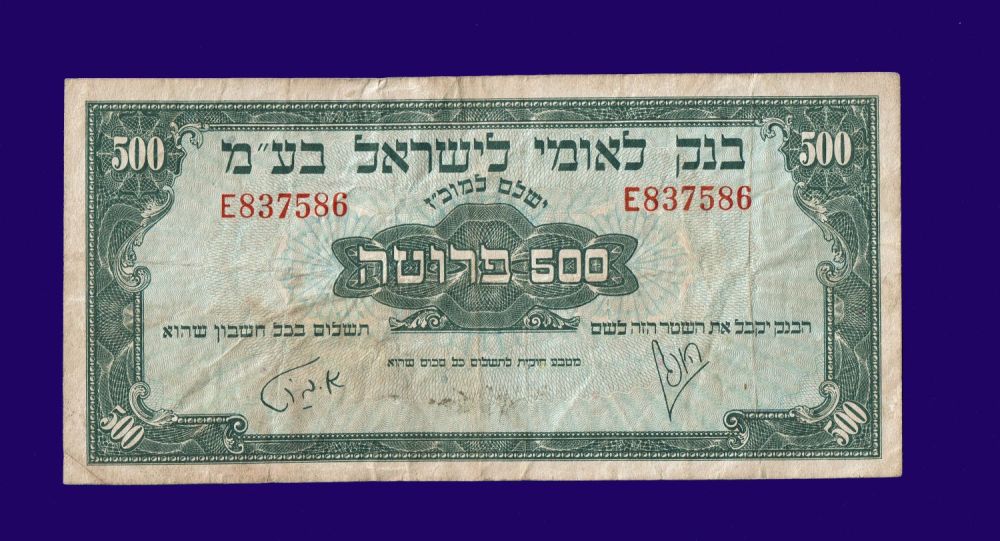 500 500
בנק לאומי לישראל בע״מ
E837586 E837586
ישלם למוכ״ז
500 פרוטה
הבנק יקבל את השטר הזה לשם תשלום בכל חשבון שהוא
מטבע חוקית לתשלום כל סכום שהוא
500 500